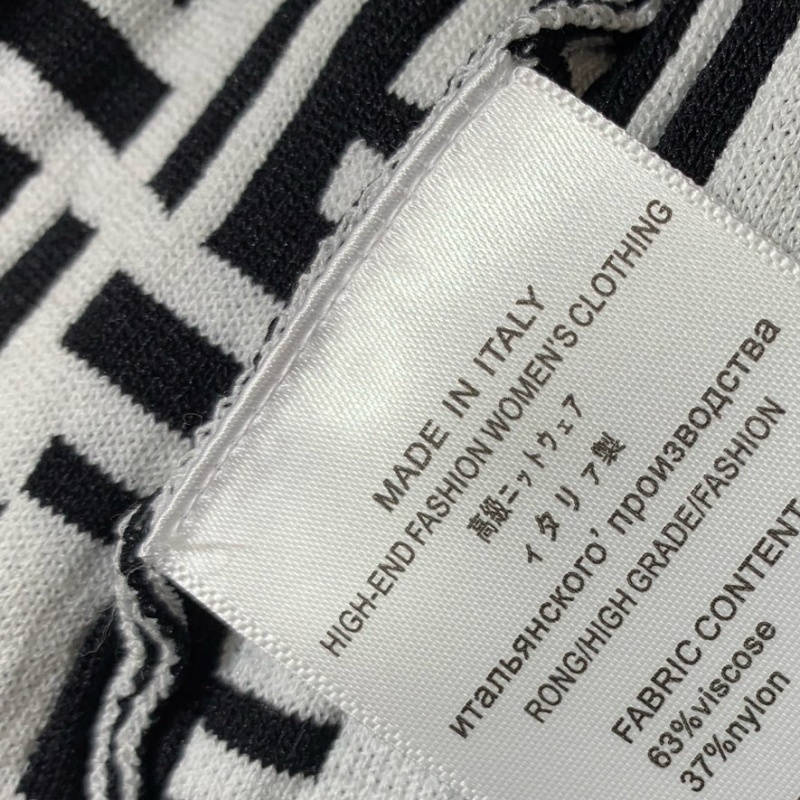 MADE IN ITALY
HIGH-END FASHION WOMEN'S CLOTHING
高級ニットウェア
イタリァ製
итальянского' производства
RONG/HIGH GRADE/FASHION
FABRIC CONTENT
63%viscose
37%nylon